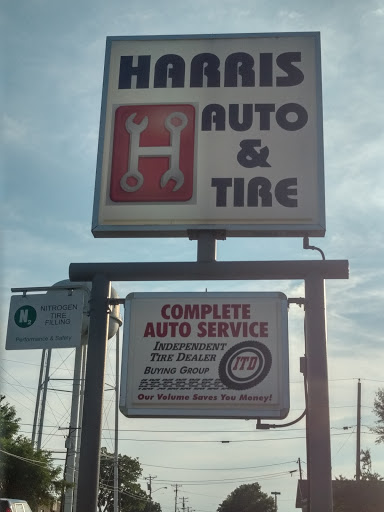 HARRIS
AUTO
&
TIRE
H
N2
NITROGEN
TIRE
FILLING
Performance & Safety
COMPLETE
AUTO SERVICE
INDEPENDENT
TIRE DEALER
BUYING GROUP
ITD
Our Volume Saves You Money!